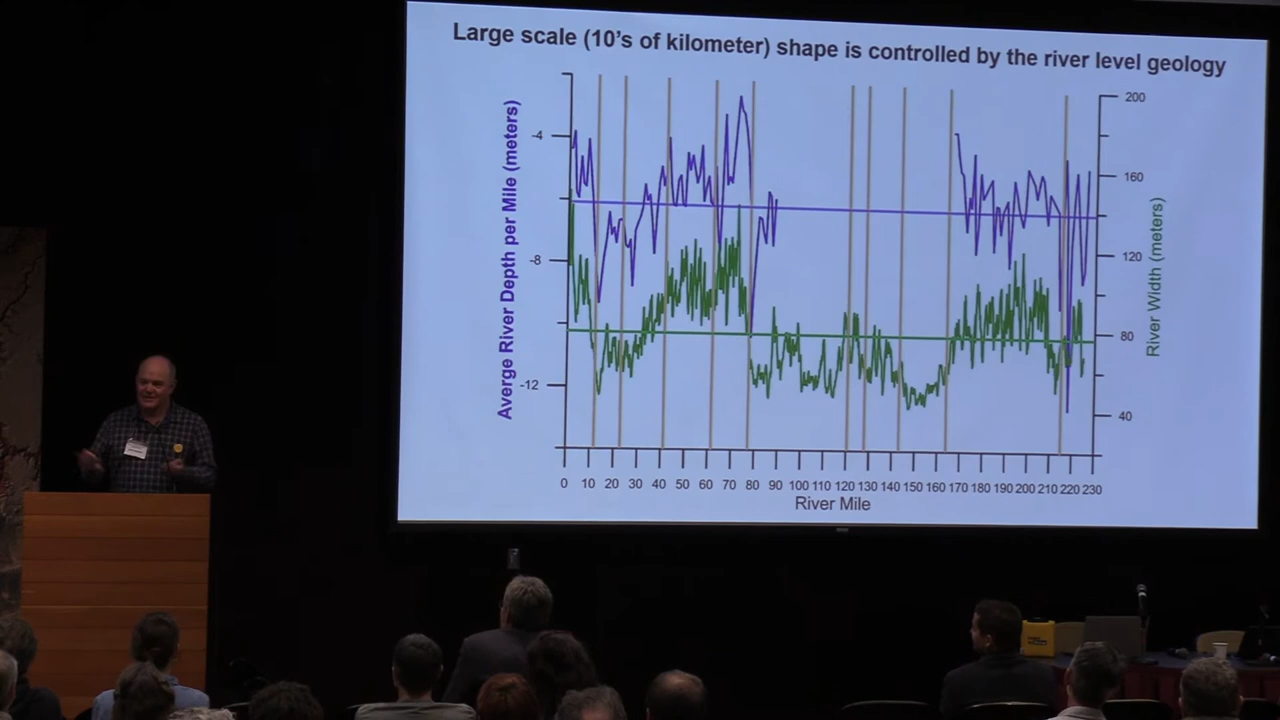 Large scale (10's of kilometer) shape is controlled by the river level geology
Averge River Depth per Mile (meters)
-4
-8
-12
200
160
120
80
40
River Width (meters)
0 10 20 30 40 50 60 70 80 90 100 110 120 130 140 150 160 170 180 190 200 210 220 230
River Mile